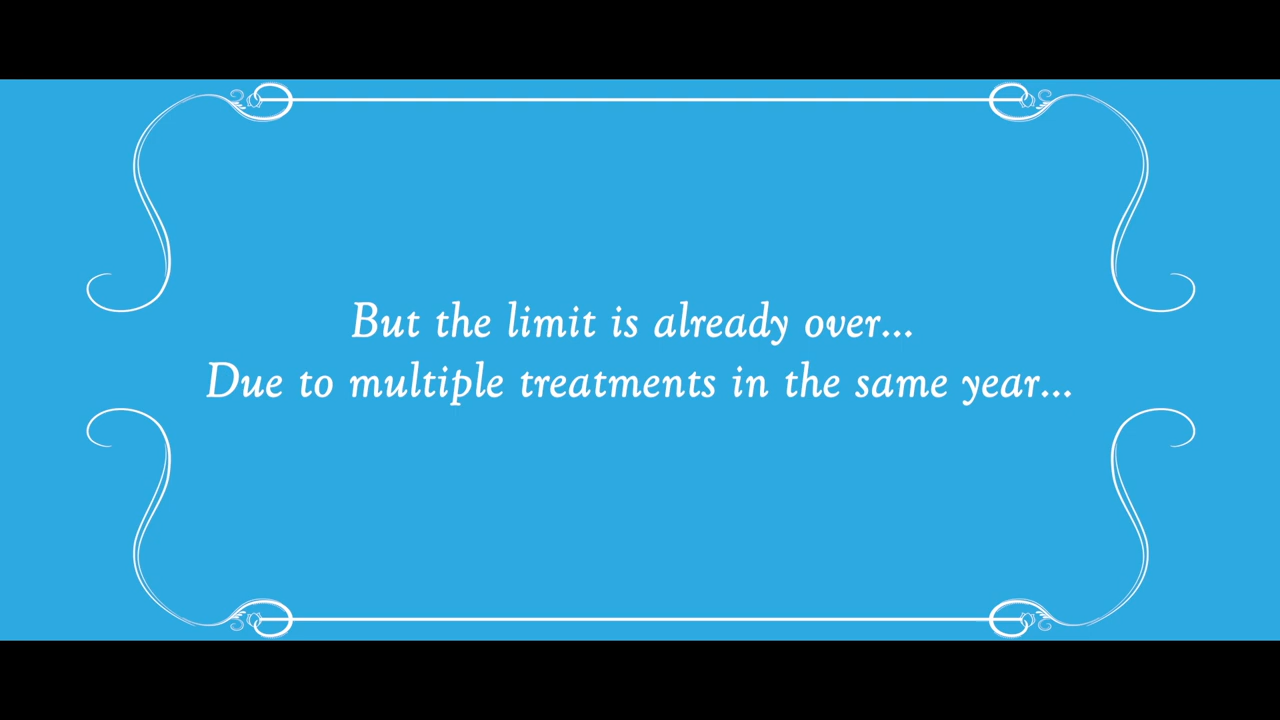 But the limit is already over...
Due to multiple treatments in the same year...